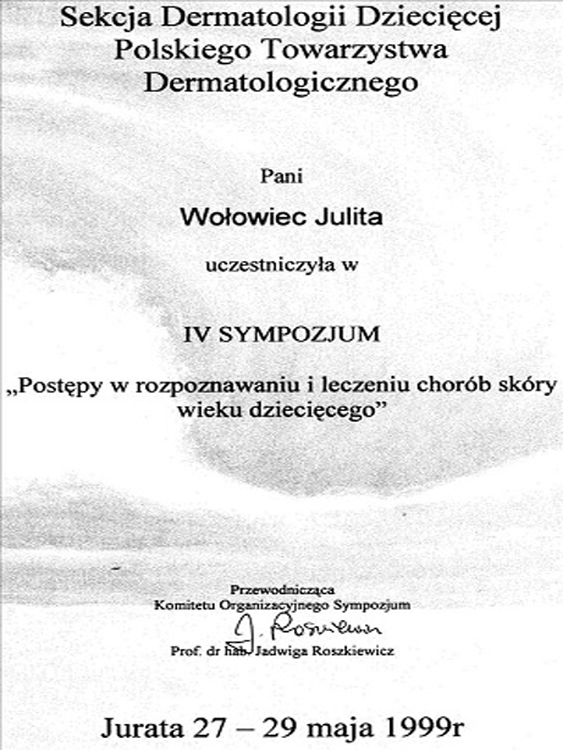 Sekcja Dermatologii Dziecięcej
Polskiego Towarzystwa
Dermatologicznego
Pani
Wołowiec Julita
uczestniczyła w
IV SYMPOZJUM
„Postępy w rozpoznawaniu i leczeniu chorób skóry
wieku dziecięcego”
Przewodnicząca
Komitetu Organizacyjnego Sympozjum
J. Roszkiewicz
Prof. dr hab. Jadwiga Roszkiewicz
Jurata 27 – 29 maja 1999r